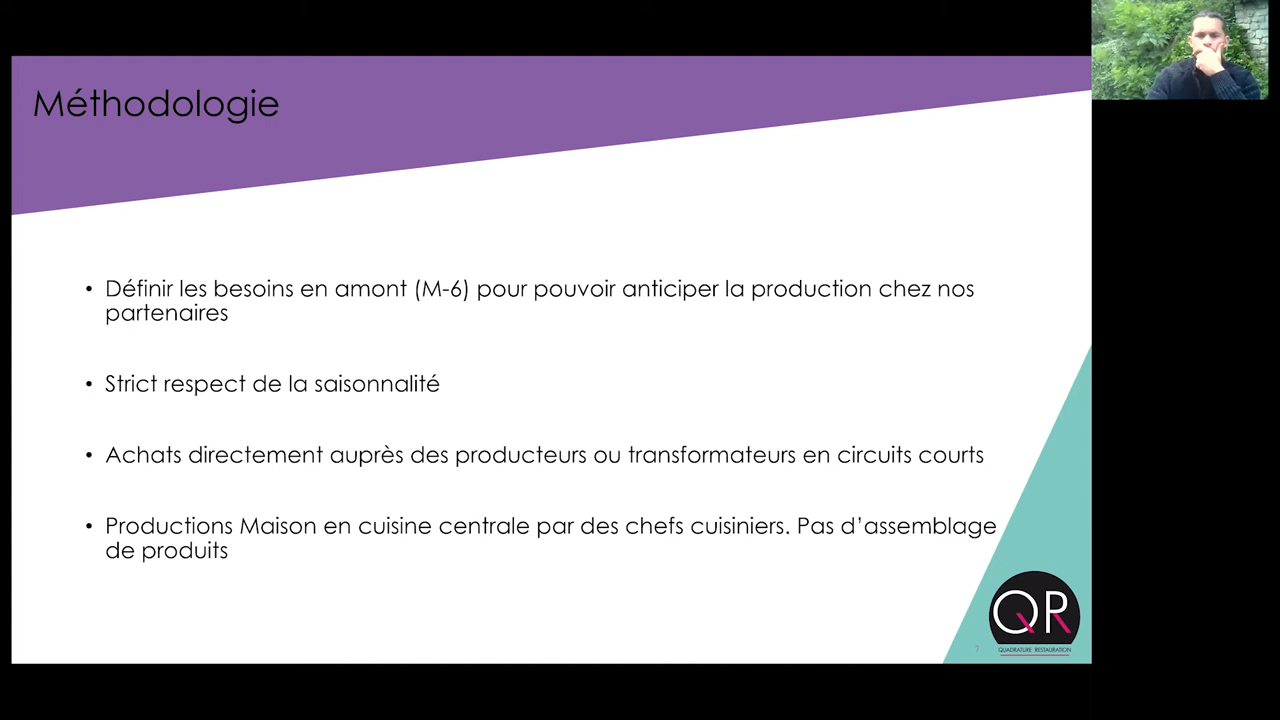 Méthodologie
• Définir les besoins en amont (M-6) pour pouvoir anticiper la production chez nos
partenaires
• Strict respect de la saisonnalité
• Achats directement auprès des producteurs ou transformateurs en circuits courts
• Productions Maison en cuisine centrale par des chefs cuisiniers. Pas d’assemblage
de produits
QR
7
QUADRATURE RESTAURATION